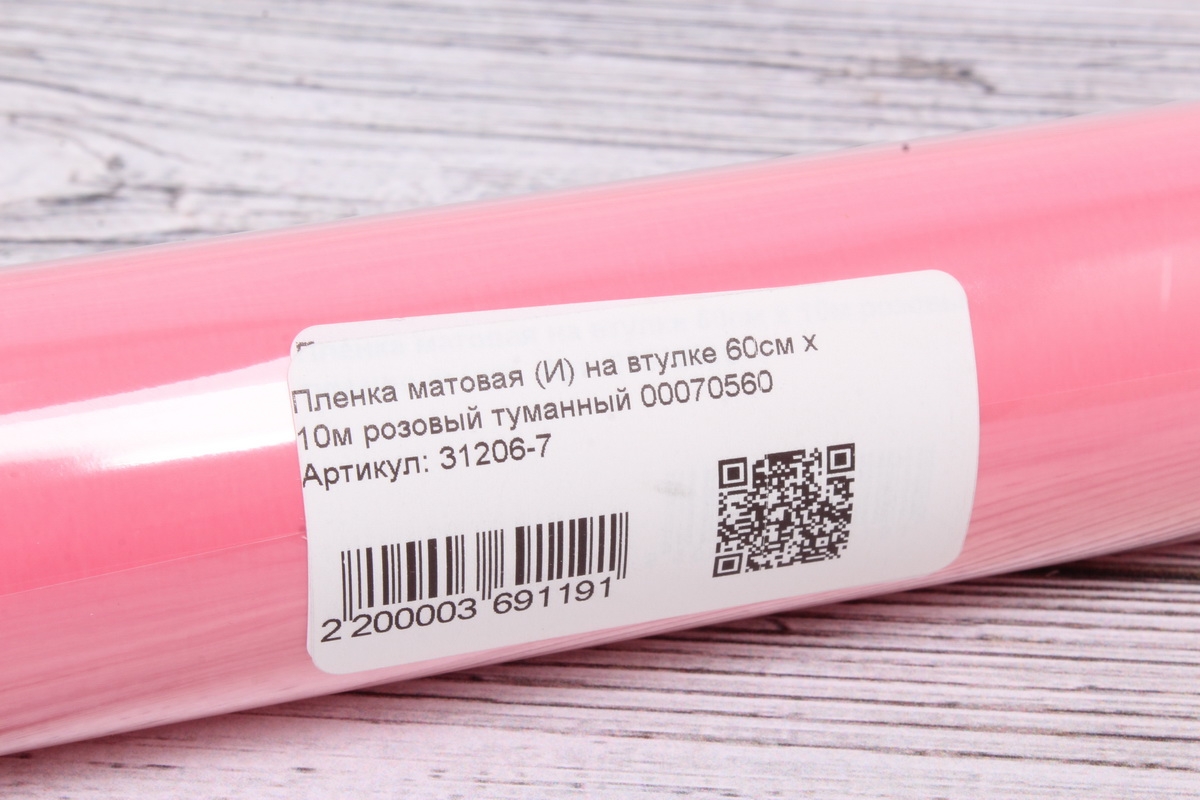 Пленка матовая (И) на втулке 60см х
10м розовый туманный 00070560
Артикул: 31206-7
2 200003 691191